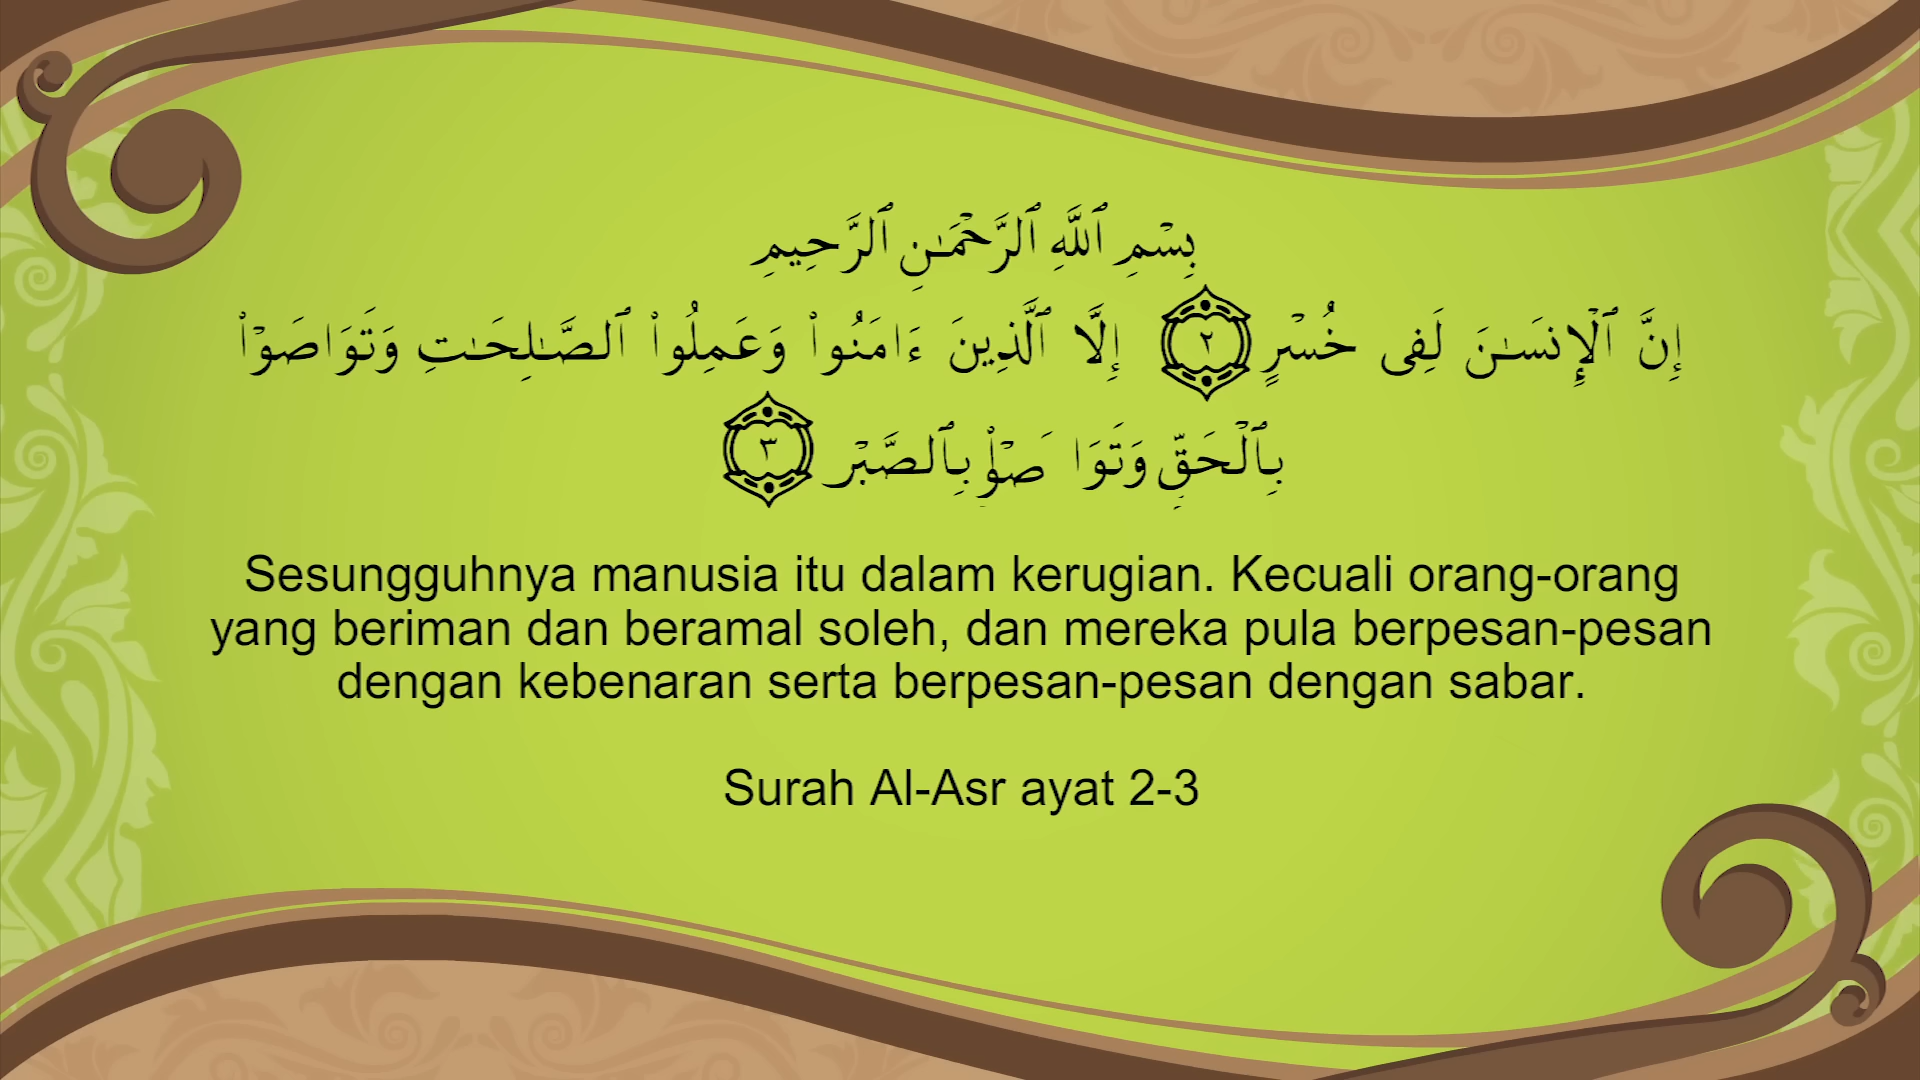 بِسْمِ ٱللَّهِ ٱلرَّحْمَـٰنِ ٱلرَّحِيمِ
إِنَّ ٱلْإِنسَـٰنَ لَفِى خُسْرٍ ٢ إِلَّا ٱلَّذِينَ ءَامَنُوا۟ وَعَمِلُوا۟ ٱلصَّـٰلِحَـٰتِ وَتَوَاصَوْا۟
بِٱلْحَقِّ وَتَوَا صَوْا۟ بِٱلصَّبْرِ ٣
Sesungguhnya manusia itu dalam kerugian. Kecuali orang-orang
yang beriman dan beramal soleh, dan mereka pula berpesan-pesan
dengan kebenaran serta berpesan-pesan dengan sabar.
Surah Al-Asr ayat 2-3